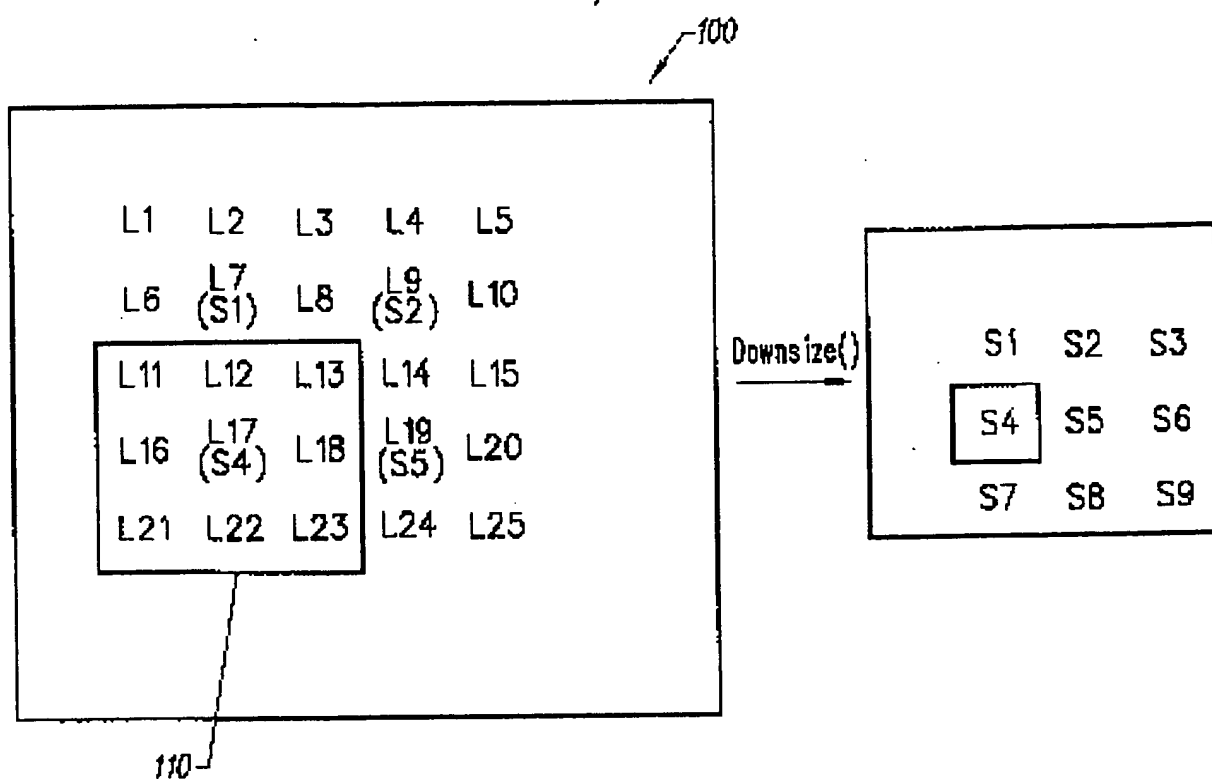 100
L1 L2 L3 L4 L5
L6 L7 (S1) L8 L9 (S2) L10
L11 L12 L13 L14 L15
L16 L17 (S4) L18 L19 (S5) L20
L21 L22 L23 L24 L25
110
Downsize()
S1 S2 S3
S4 S5 S6
S7 S8 S9